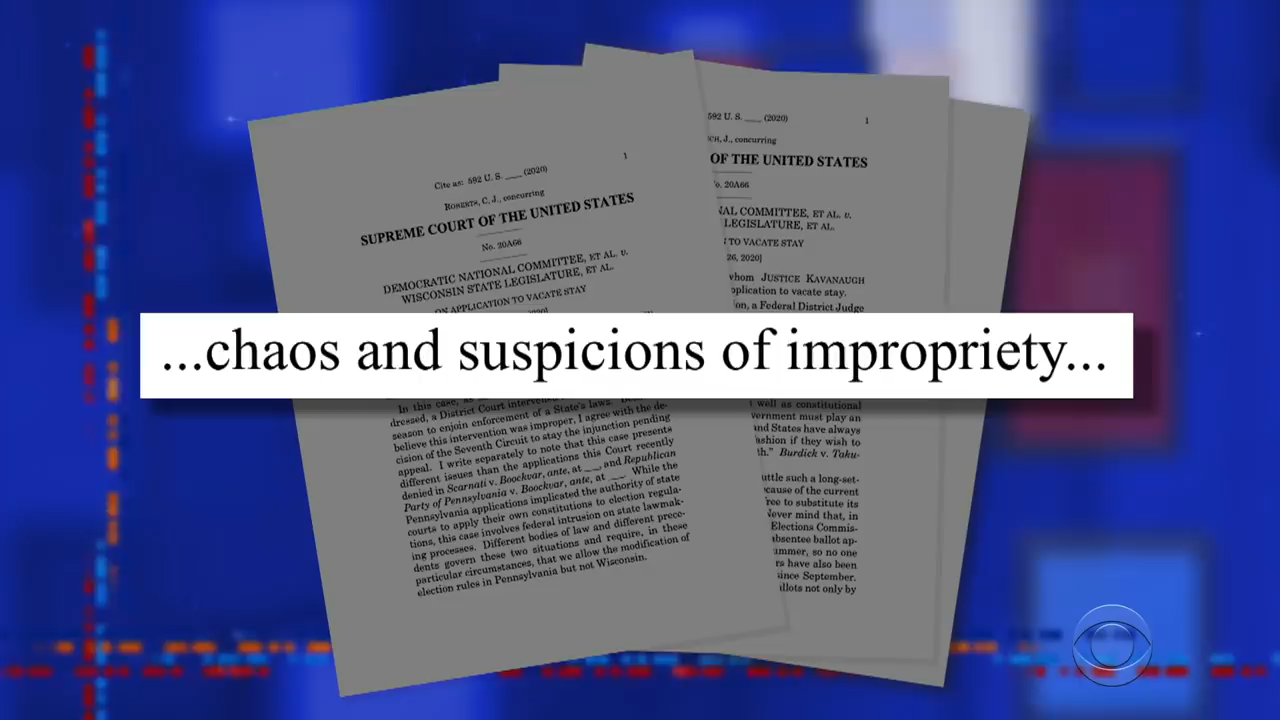 1
Cite as: 592 U. S. ____ (2020)
ROBERTS, C. J., concurring
SUPREME COURT OF THE UNITED STATES
No. 20A66
DEMOCRATIC NATIONAL COMMITTEE, ET AL. v.
WISCONSIN STATE LEGISLATURE, ET AL.
ON APPLICATION TO VACATE STAY
...chaos and suspicions of impropriety...
In this case, as
dressed, a District Court intervened
season to enjoin enforcement of a State's laws.
believe this intervention was improper, I agree with the de-
cision of the Seventh Circuit to stay the injunction pending
appeal. I write separately to note that this case presents
different issues than the applications this Court recently
denied in Scarnati v. Boockvar, ante, at ___, and Republican
Party of Pennsylvania v. Boockvar, ante, at ___. While the
Pennsylvania applications implicated the authority of state
courts to apply their own constitutions to election regula-
tions, this case involves federal intrusion on state lawmak-
ing processes. Different bodies of law and different prece-
dents govern these two situations and require, in these
particular circumstances, that we allow the modification of
election rules in Pennsylvania but not Wisconsin.
592 U. S. ____ (2020) 1
CH, J., concurring
OF THE UNITED STATES
o. 20A66
NAL COMMITTEE, ET AL. v.
LEGISLATURE, ET AL.
TO VACATE STAY
26, 2020]
whom JUSTICE KAVANAUGH
pplication to vacate stay.
on, a Federal District Judge
well as constitutional
vernment must play an
and States have always
ashion if they wish to
th." Burdick v. Taku-
uttle such a long-set-
ecause of the current
free to substitute its
Never mind that, in
Elections Commis-
absentee ballot ap-
ummer, so no one
rs have also been
since September.
allots not only by